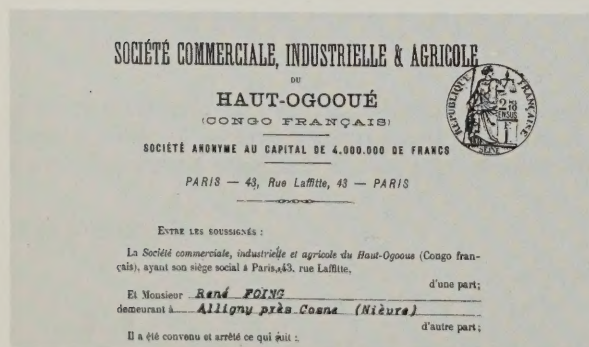 SOCIÉTÉ COMMERCIALE, INDUSTRIELLE & AGRICOLE
DU
HAUT-OGOOUÉ
(CONGO FRANÇAIS)
SOCIÉTÉ ANONYME AU CAPITAL DE 4.000.000 DE FRANCS
PARIS — 43, Rue Laffitte, 43 — PARIS
RÉPUBLIQUE FRANÇAISE
SEINE
ENTRE LES SOUSSIGNÉS :
La Société commerciale, industrielle et agricole du Haut-Ogooue (Congo fran-
çais), ayant son siège social à Paris, 43, rue Laffitte,
d'une part;
Et Monsieur René FOING
demeurant à Alligny près Cosne (Nièvre)
d'autre part;
Il a été convenu et arrêté ce qui suit :